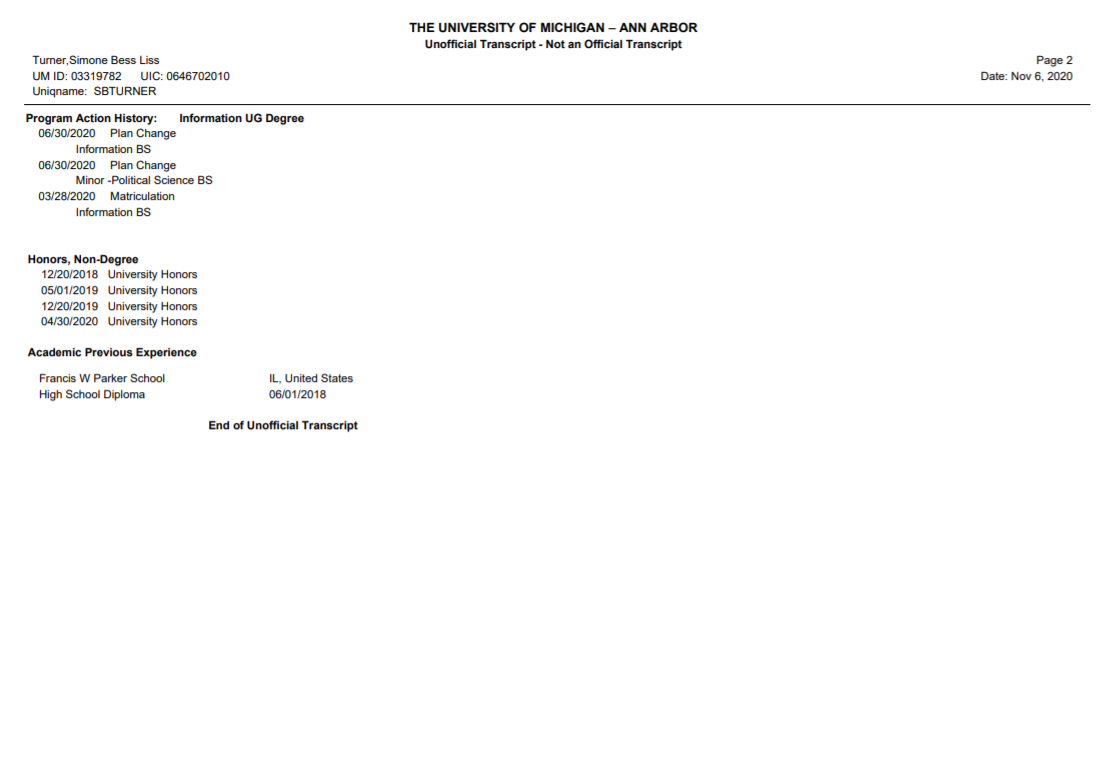 THE UNIVERSITY OF MICHIGAN – ANN ARBOR
Unofficial Transcript - Not an Official Transcript
Turner,Simone Bess Liss
Page 2
UM ID: 03319782 UIC: 0646702010
Date: Nov 6, 2020
Uniqname: SBTURNER
Program Action History: Information UG Degree
06/30/2020 Plan Change
Information BS
06/30/2020 Plan Change
Minor -Political Science BS
03/28/2020 Matriculation
Information BS
Honors, Non-Degree
12/20/2018 University Honors
05/01/2019 University Honors
12/20/2019 University Honors
04/30/2020 University Honors
Academic Previous Experience
Francis W Parker School IL, United States
High School Diploma 06/01/2018
End of Unofficial Transcript